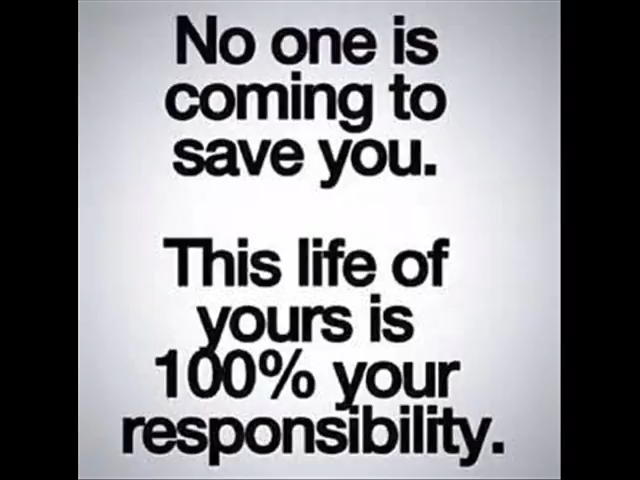 No one is
coming to
save you.
This life of
yours is
100% your
responsibility.